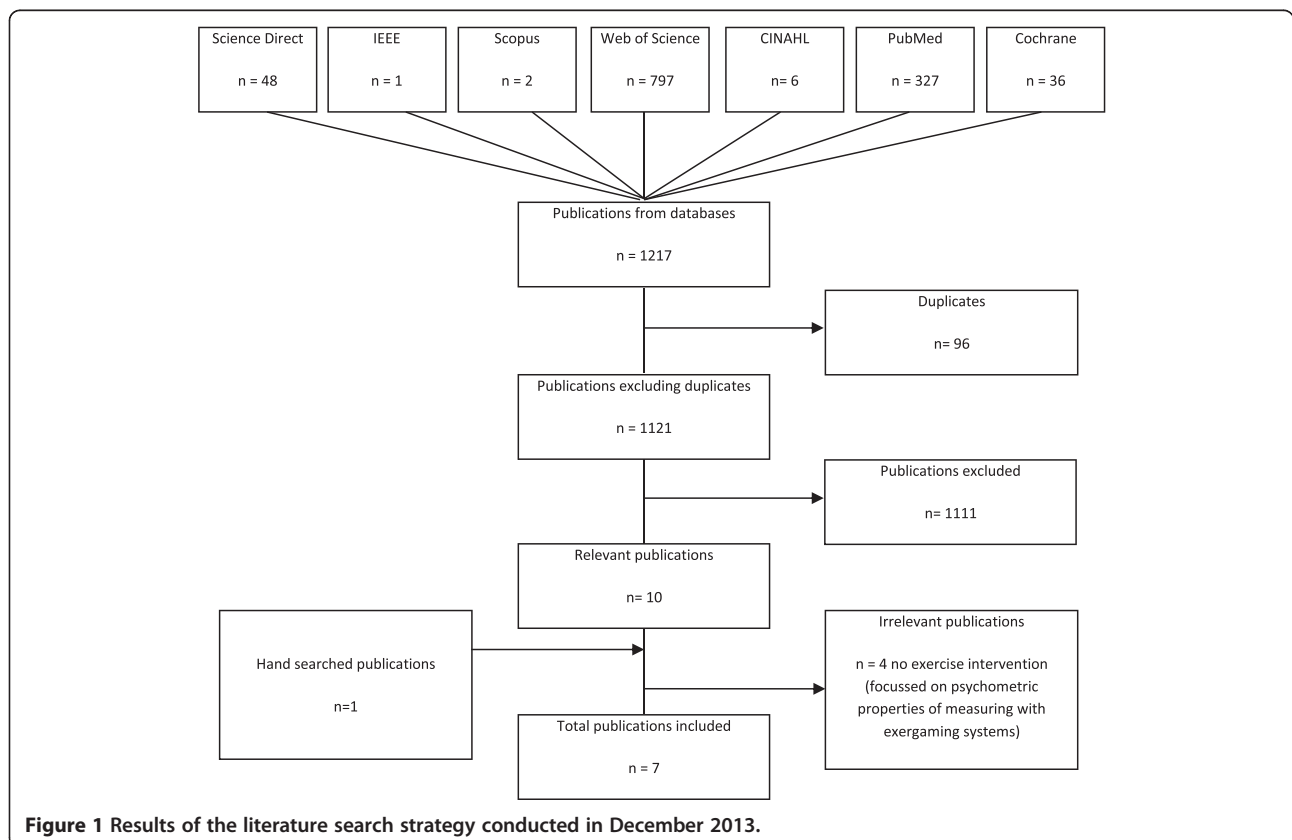 Science Direct
n = 48
IEEE
n = 1
Scopus
n = 2
Web of Science
n = 797
CINAHL
n= 6
PubMed
n = 327
Cochrane
n = 36
Publications from databases
n = 1217
Duplicates
n= 96
Publications excluding duplicates
n = 1121
Publications excluded
n= 1111
Relevant publications
n= 10
Hand searched publications
n=1
Irrelevant publications
n = 4 no exercise intervention
(focussed on psychometric
properties of measuring with
exergaming systems)
Total publications included
n = 7
Figure 1 Results of the literature search strategy conducted in December 2013.